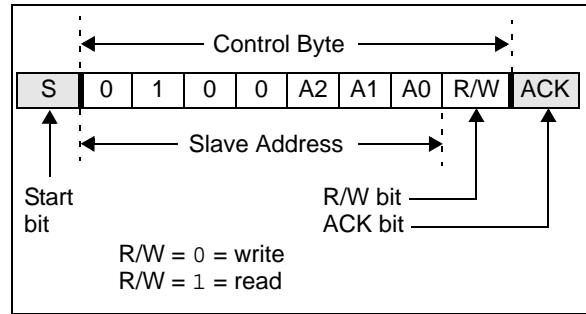 Control Byte
S 0 1 0 0 A2 A1 A0 R/W ACK
Slave Address
Start
bit
R/W bit
ACK bit
R/W = 0 = write
R/W = 1 = read